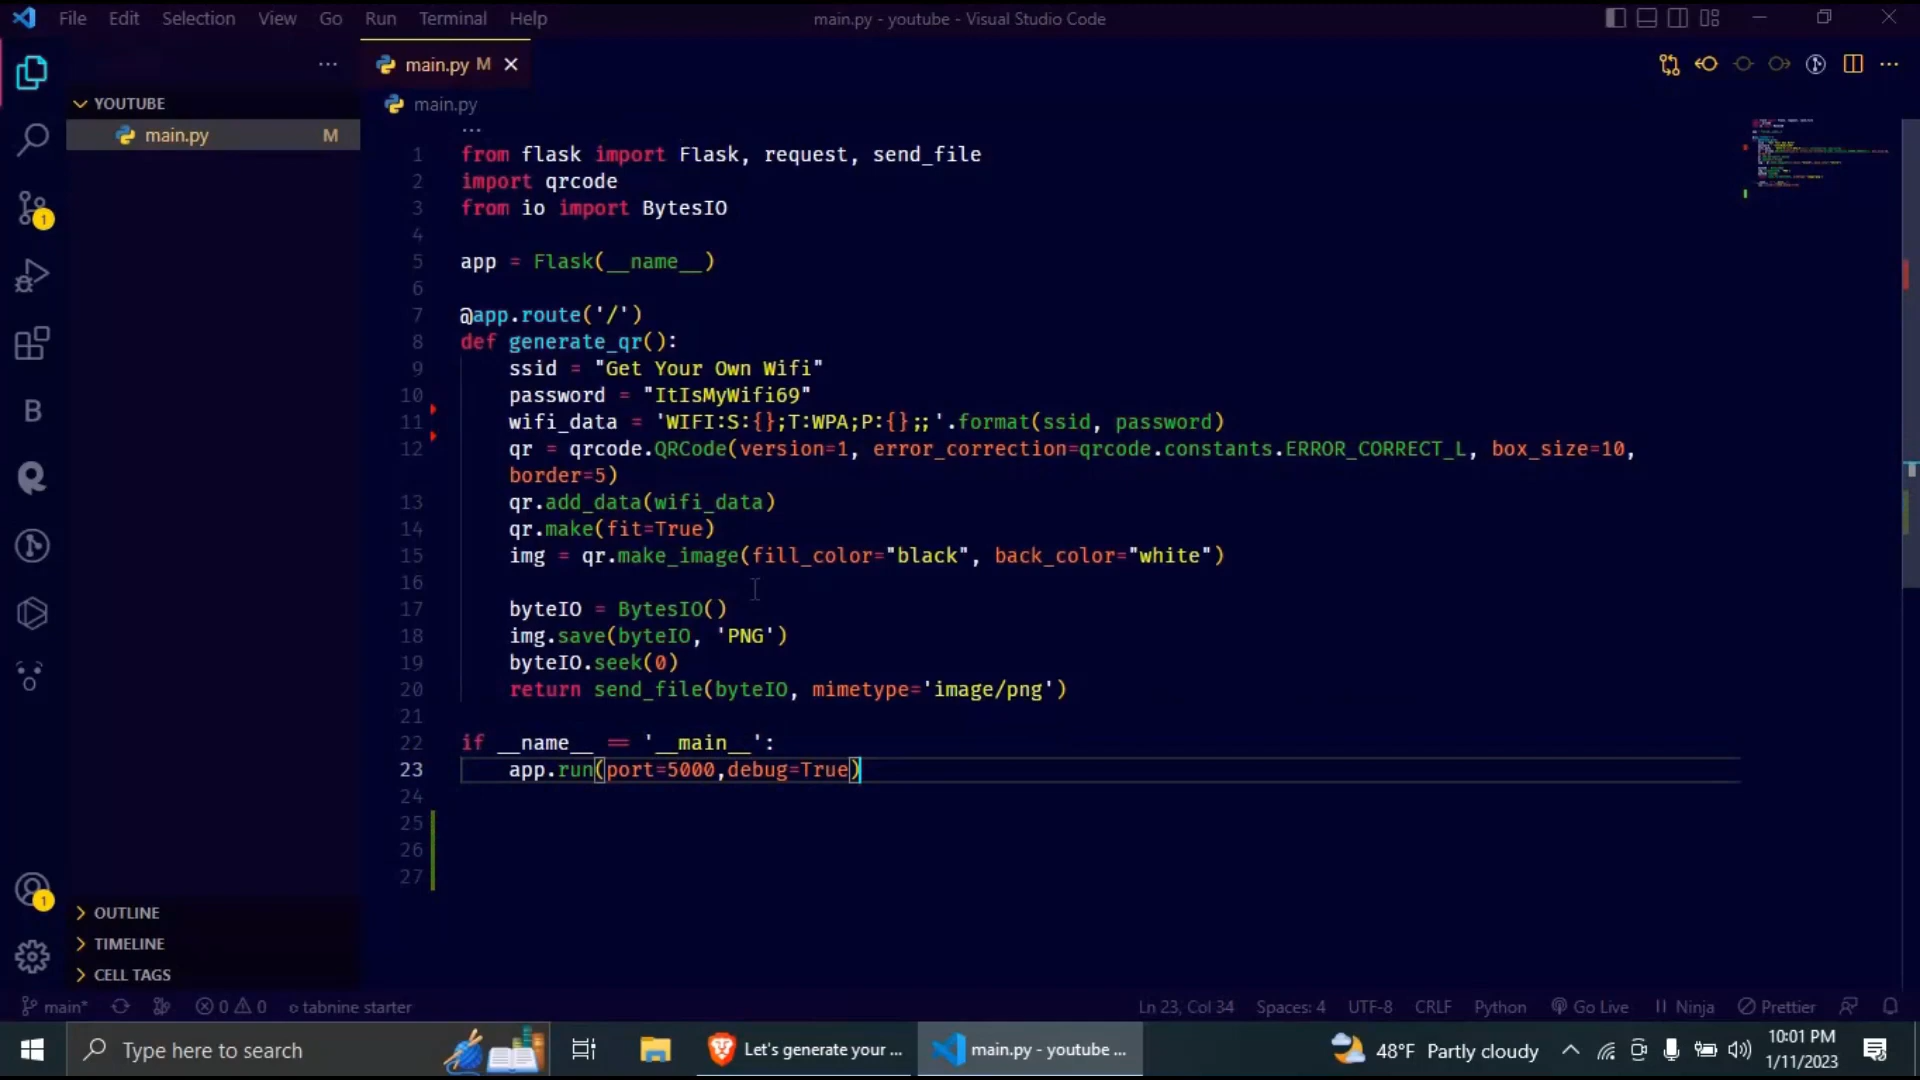 File Edit Selection View Go Run Terminal Help
main.py - youtube - Visual Studio Code
main.py M
YOUTUBE
main.py M
main.py
1 from flask import Flask, request, send_file
2 import qrcode
3 from io import BytesIO
4
5 app = Flask(__name__)
6
7 @app.route('/')
8 def generate_qr():
9 ssid = "Get Your Own Wifi"
10 password = "ItIsMyWifi69"
11 wifi_data = 'WIFI:S:{};T:WPA;P:{};;'.format(ssid, password)
12 qr = qrcode.QRCode(version=1, error_correction=qrcode.constants.ERROR_CORRECT_L, box_size=10,
border=5)
13 qr.add_data(wifi_data)
14 qr.make(fit=True)
15 img = qr.make_image(fill_color="black", back_color="white")
16
17 byteIO = BytesIO()
18 img.save(byteIO, 'PNG')
19 byteIO.seek(0)
20 return send_file(byteIO, mimetype='image/png')
21
22 if __name__ == '__main__':
23 app.run(port=5000,debug=True)
24
25
26
27
B
1
1
OUTLINE
TIMELINE
CELL TAGS
main* 0 0 tabnine starter
Ln 23, Col 34 Spaces: 4 UTF-8 CRLF Python Go Live Ninja Prettier
Type here to search
Let's generate your ...
main.py - youtube ...
48°F Partly cloudy
10:01 PM
1/11/2023